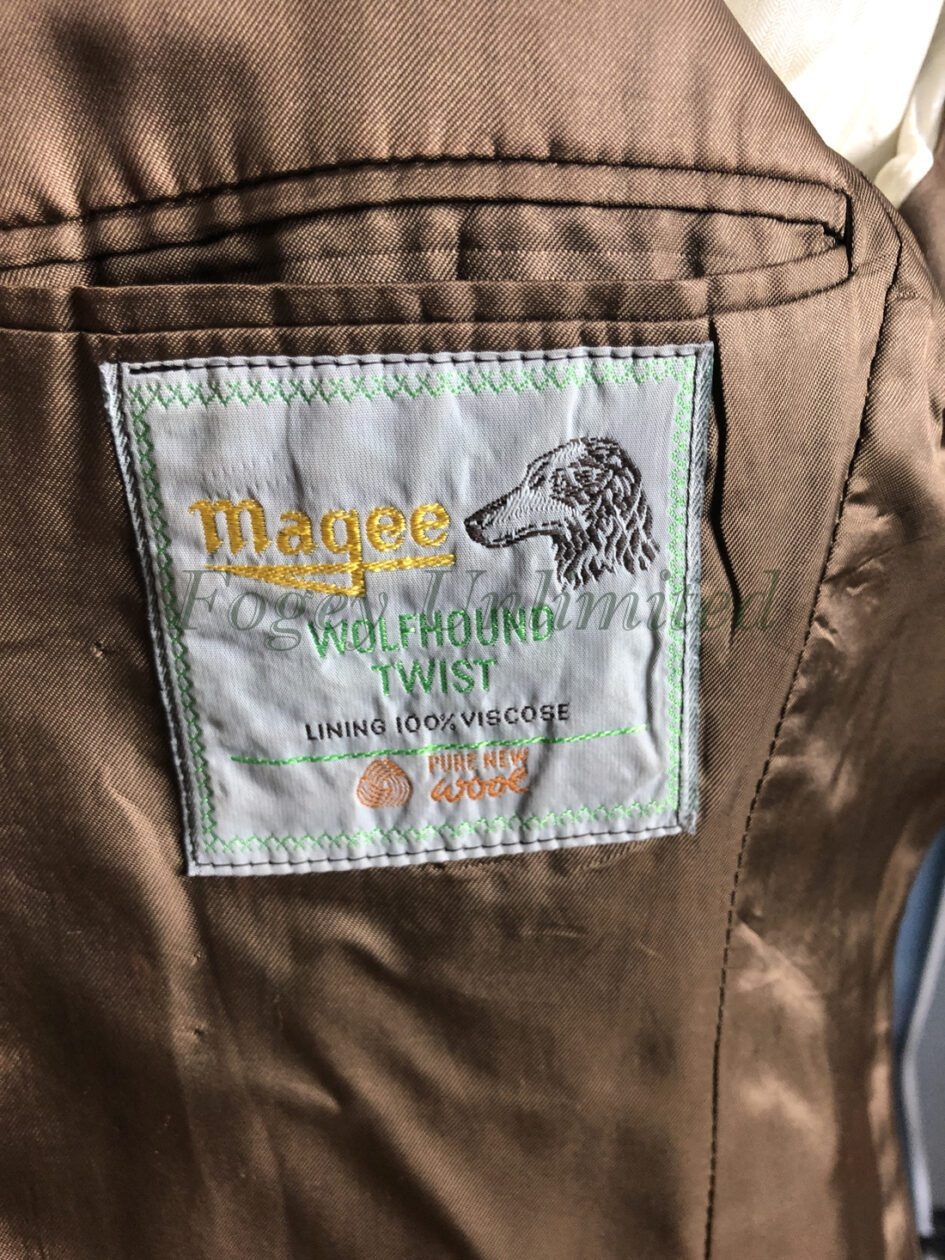 magee
Fogey Unlimited
WOLFHOUND
TWIST
LINING 100% VISCOSE
PURE NEW
wool